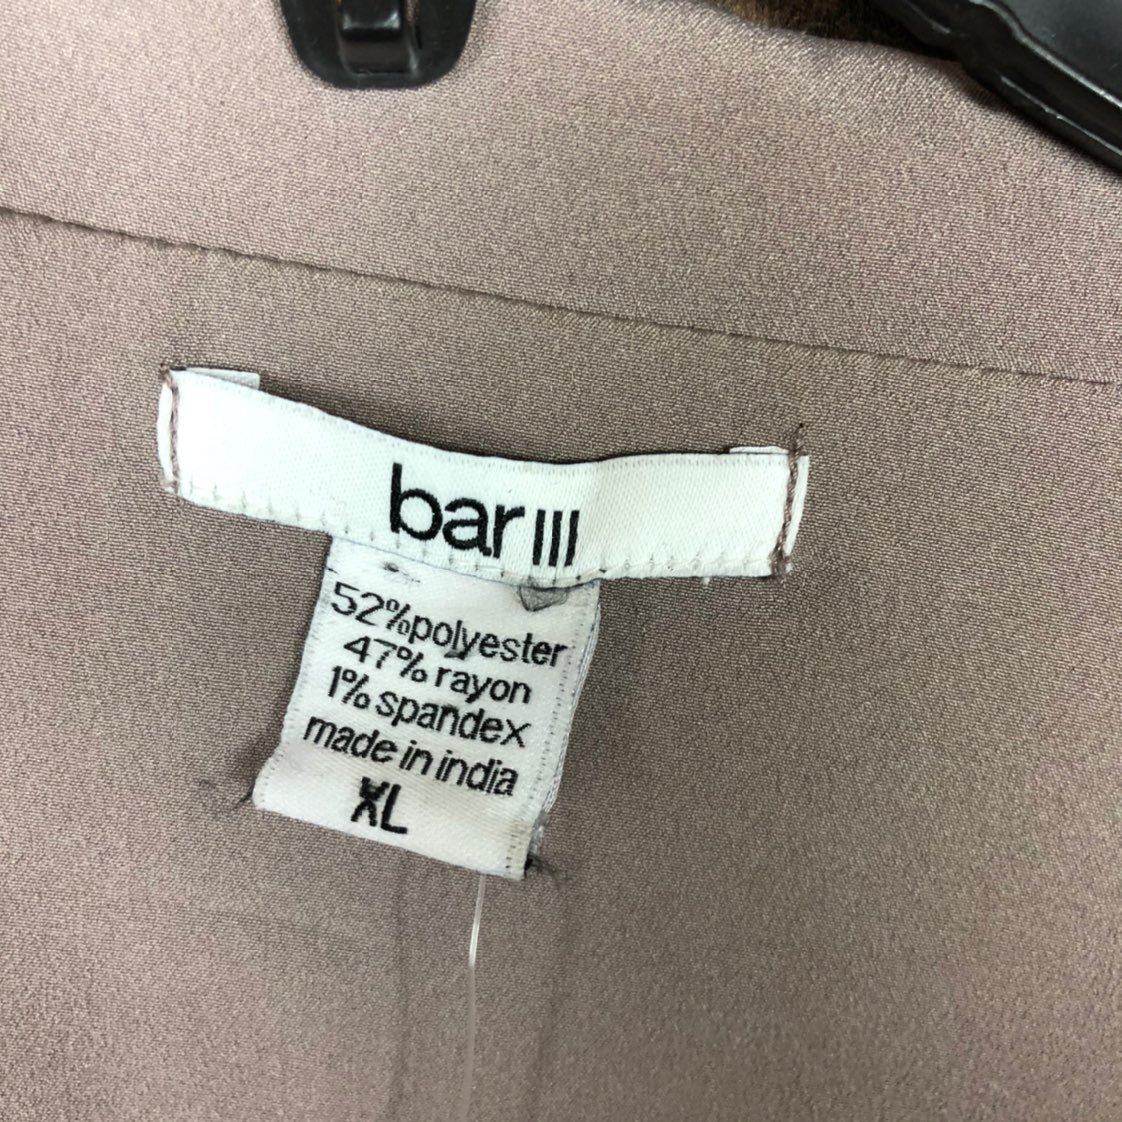 bar III
52% polyester
47% rayon
1% spandex
made in india
XL